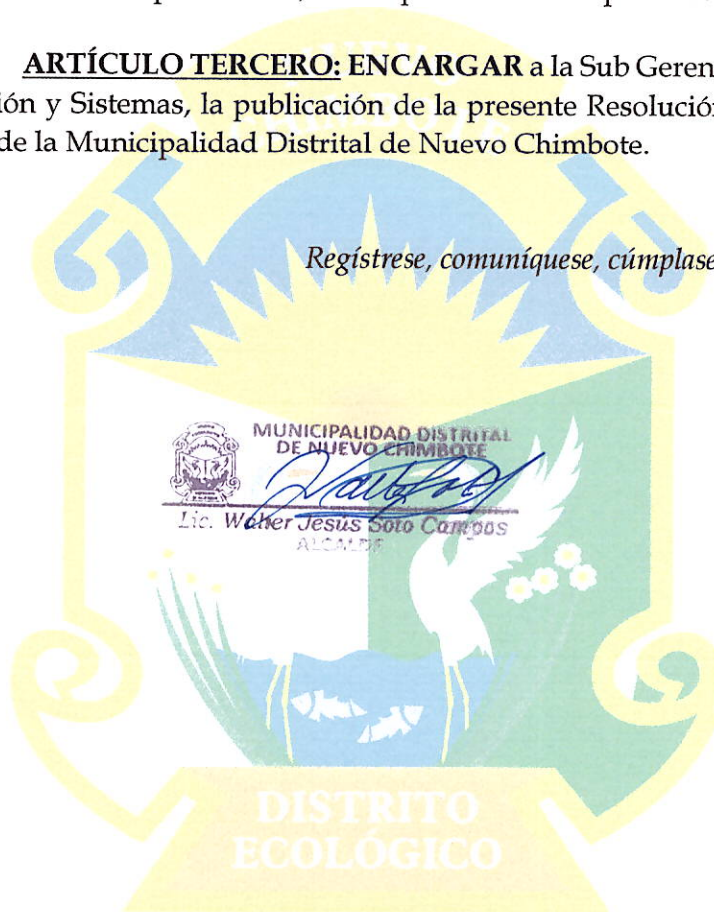 ARTÍCULO TERCERO: ENCARGAR a la Sub Geren
ión y Sistemas, la publicación de la presente Resolución
de la Municipalidad Distrital de Nuevo Chimbote.
Regístrese, comuníquese, cúmplase
MUNICIPALIDAD DISTRITAL
DE NUEVO CHIMBOTE
Lic. Walter Jesús Soto Campos
ALCALDE
DISTRITO
ECOLÓGICO